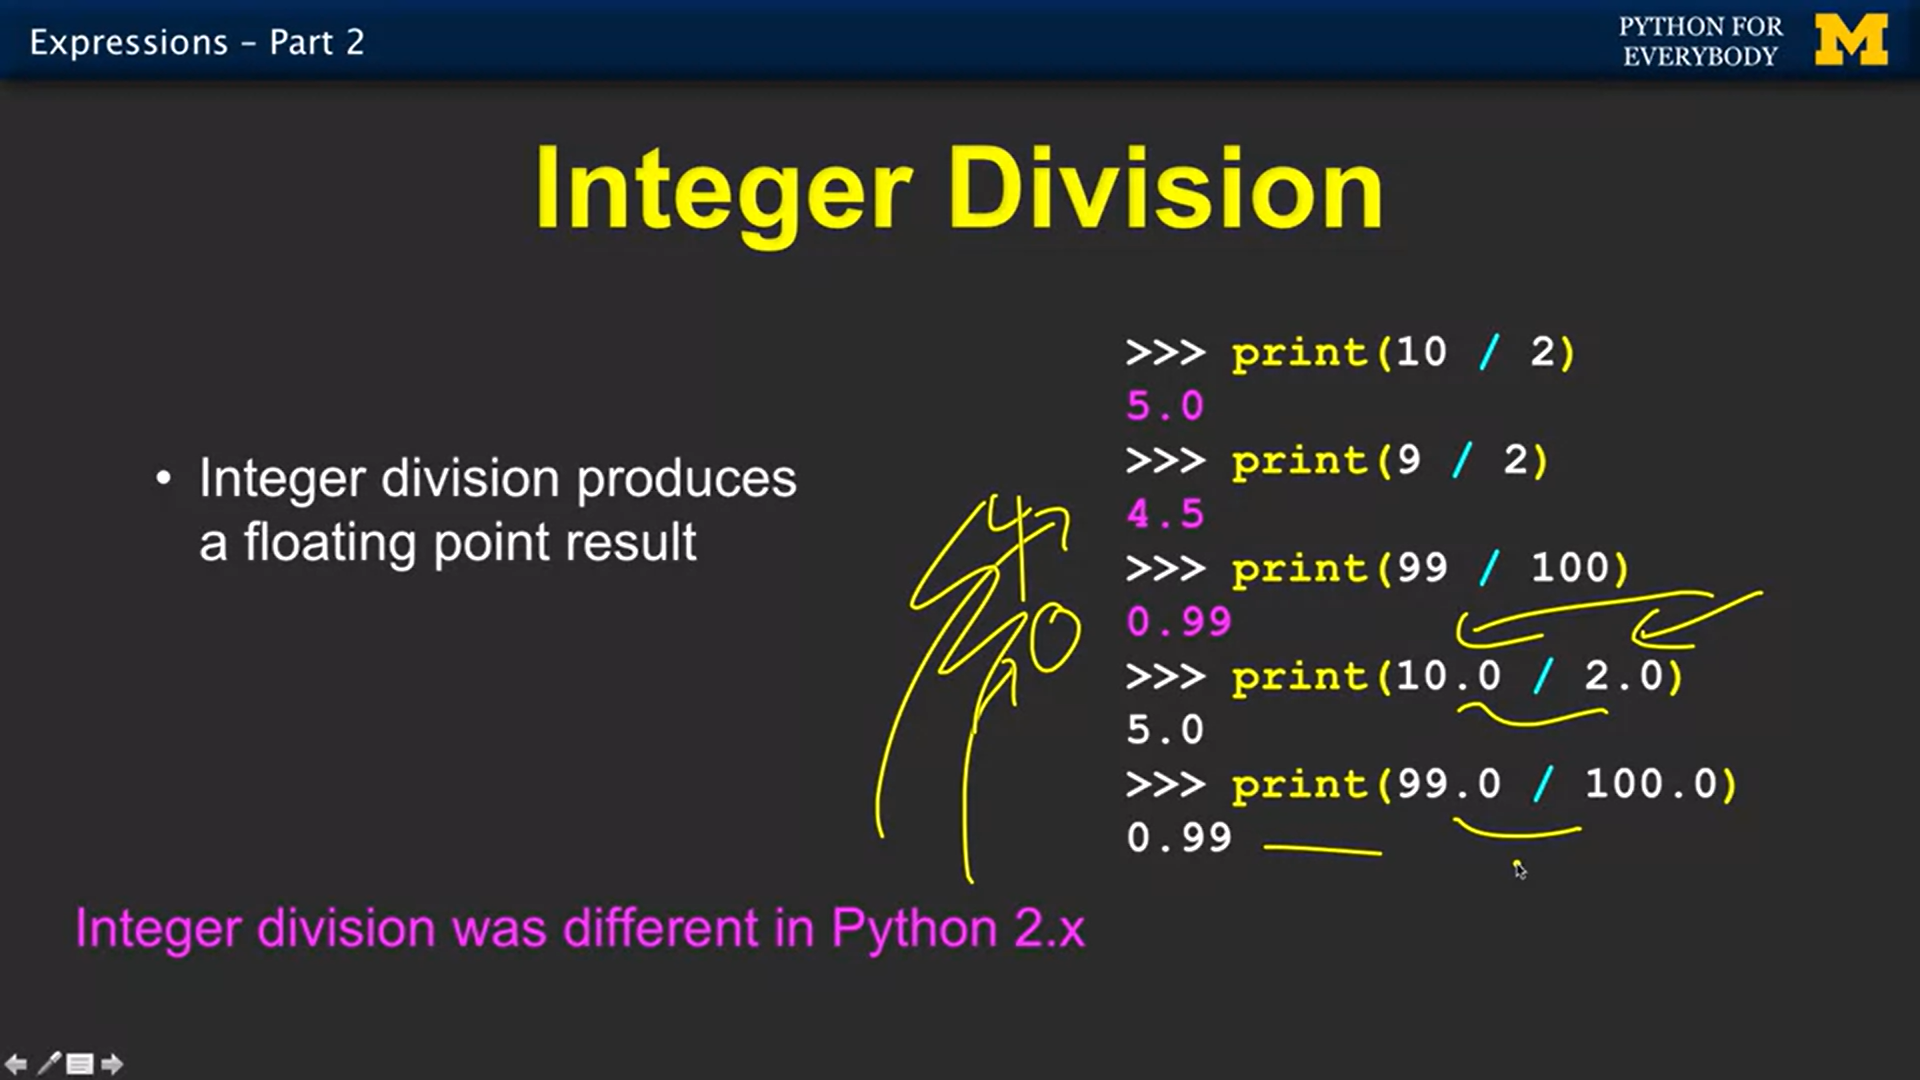 Expressions – Part 2
PYTHON FOR
EVERYBODY
M
Integer Division
• Integer division produces
a floating point result
>>> print(10 / 2)
5.0
>>> print(9 / 2)
4.5
>>> print(99 / 100)
0.99
>>> print(10.0 / 2.0)
5.0
>>> print(99.0 / 100.0)
0.99
4
0
Integer division was different in Python 2.x